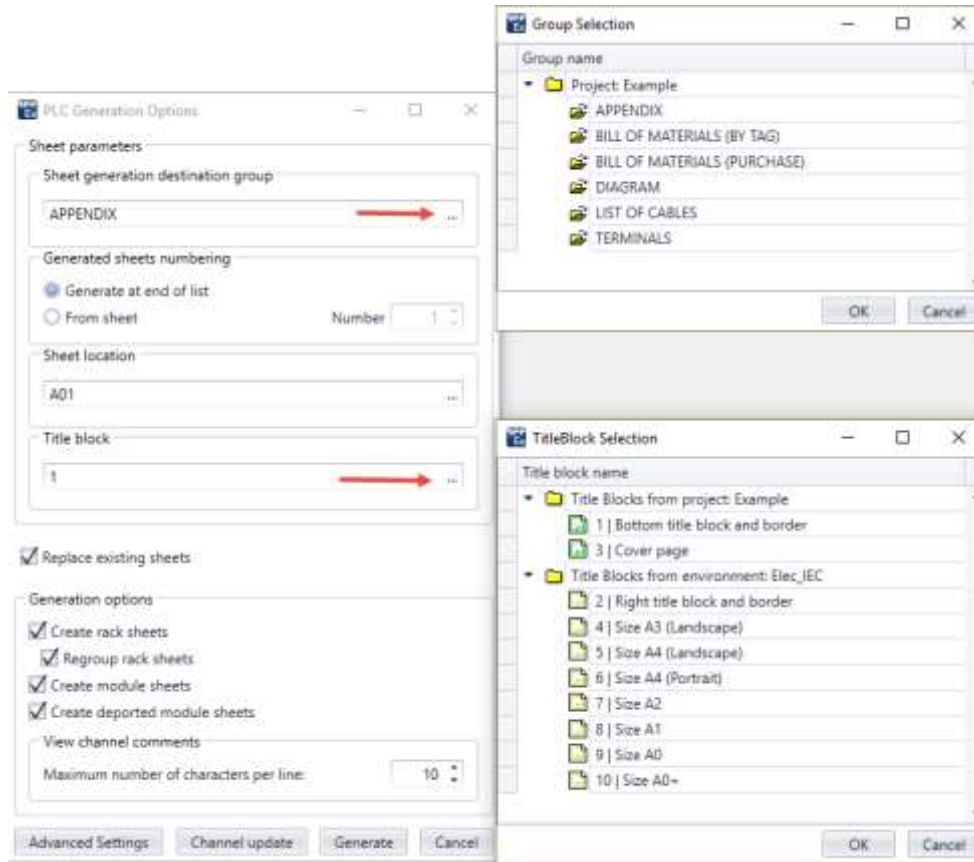 PLC Generation Options
Sheet parameters
Sheet generation destination group
APPENDIX ...
Generated sheets numbering
Generate at end of list
From sheet Number 1
Sheet location
A01 ...
Title block
1 ...
Replace existing sheets
Generation options
Create rack sheets
Regroup rack sheets
Create module sheets
Create deported module sheets
View channel comments
Maximum number of characters per line: 10
Advanced Settings Channel update Generate Cancel
Group Selection
Group name
Project: Example
APPENDIX
BILL OF MATERIALS (BY TAG)
BILL OF MATERIALS (PURCHASE)
DIAGRAM
LIST OF CABLES
TERMINALS
OK Cancel
TitleBlock Selection
Title block name
Title Blocks from project: Example
1 | Bottom title block and border
3 | Cover page
Title Blocks from environment: Elec_IEC
2 | Right title block and border
4 | Size A3 (Landscape)
5 | Size A4 (Landscape)
6 | Size A4 (Portrait)
7 | Size A2
8 | Size A1
9 | Size A0
10 | Size A0+
OK Cancel